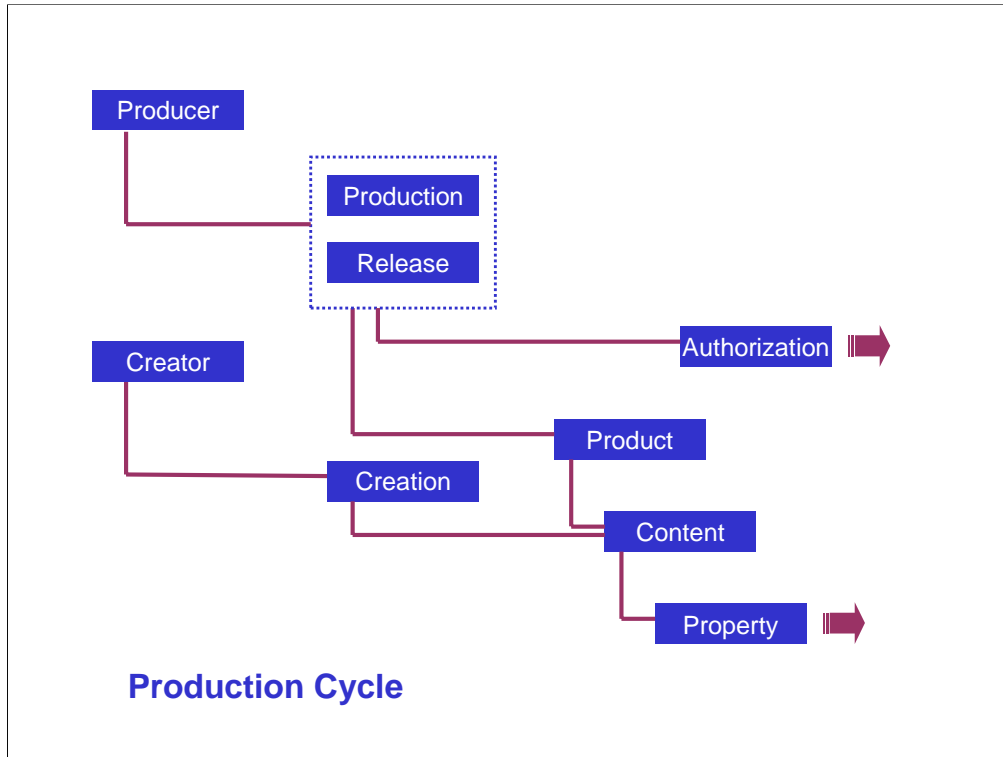 Producer
Production
Release
Authorization
Creator
Product
Creation
Content
Property
Production Cycle